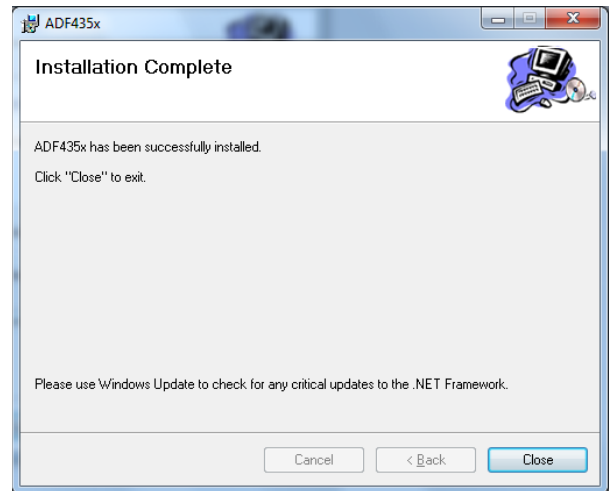 ADF435x
Installation Complete
ADF435x has been successfully installed.
Click "Close" to exit.
Please use Windows Update to check for any critical updates to the .NET Framework.
Cancel
< Back
Close